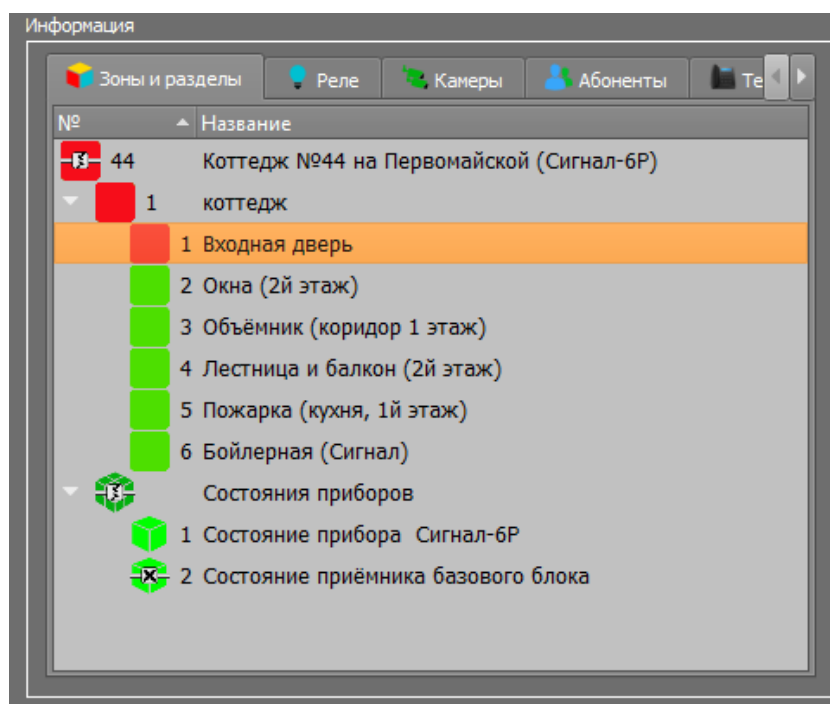 Информация
Зоны и разделы Реле Камеры Абоненты Те
№ Название
44 Коттедж №44 на Первомайской (Сигнал-6Р)
1 коттедж
1 Входная дверь
2 Окна (2й этаж)
3 Объёмник (коридор 1 этаж)
4 Лестница и балкон (2й этаж)
5 Пожарка (кухня, 1й этаж)
6 Бойлерная (Сигнал)
Состояния приборов
1 Состояние прибора Сигнал-6Р
2 Состояние приёмника базового блока